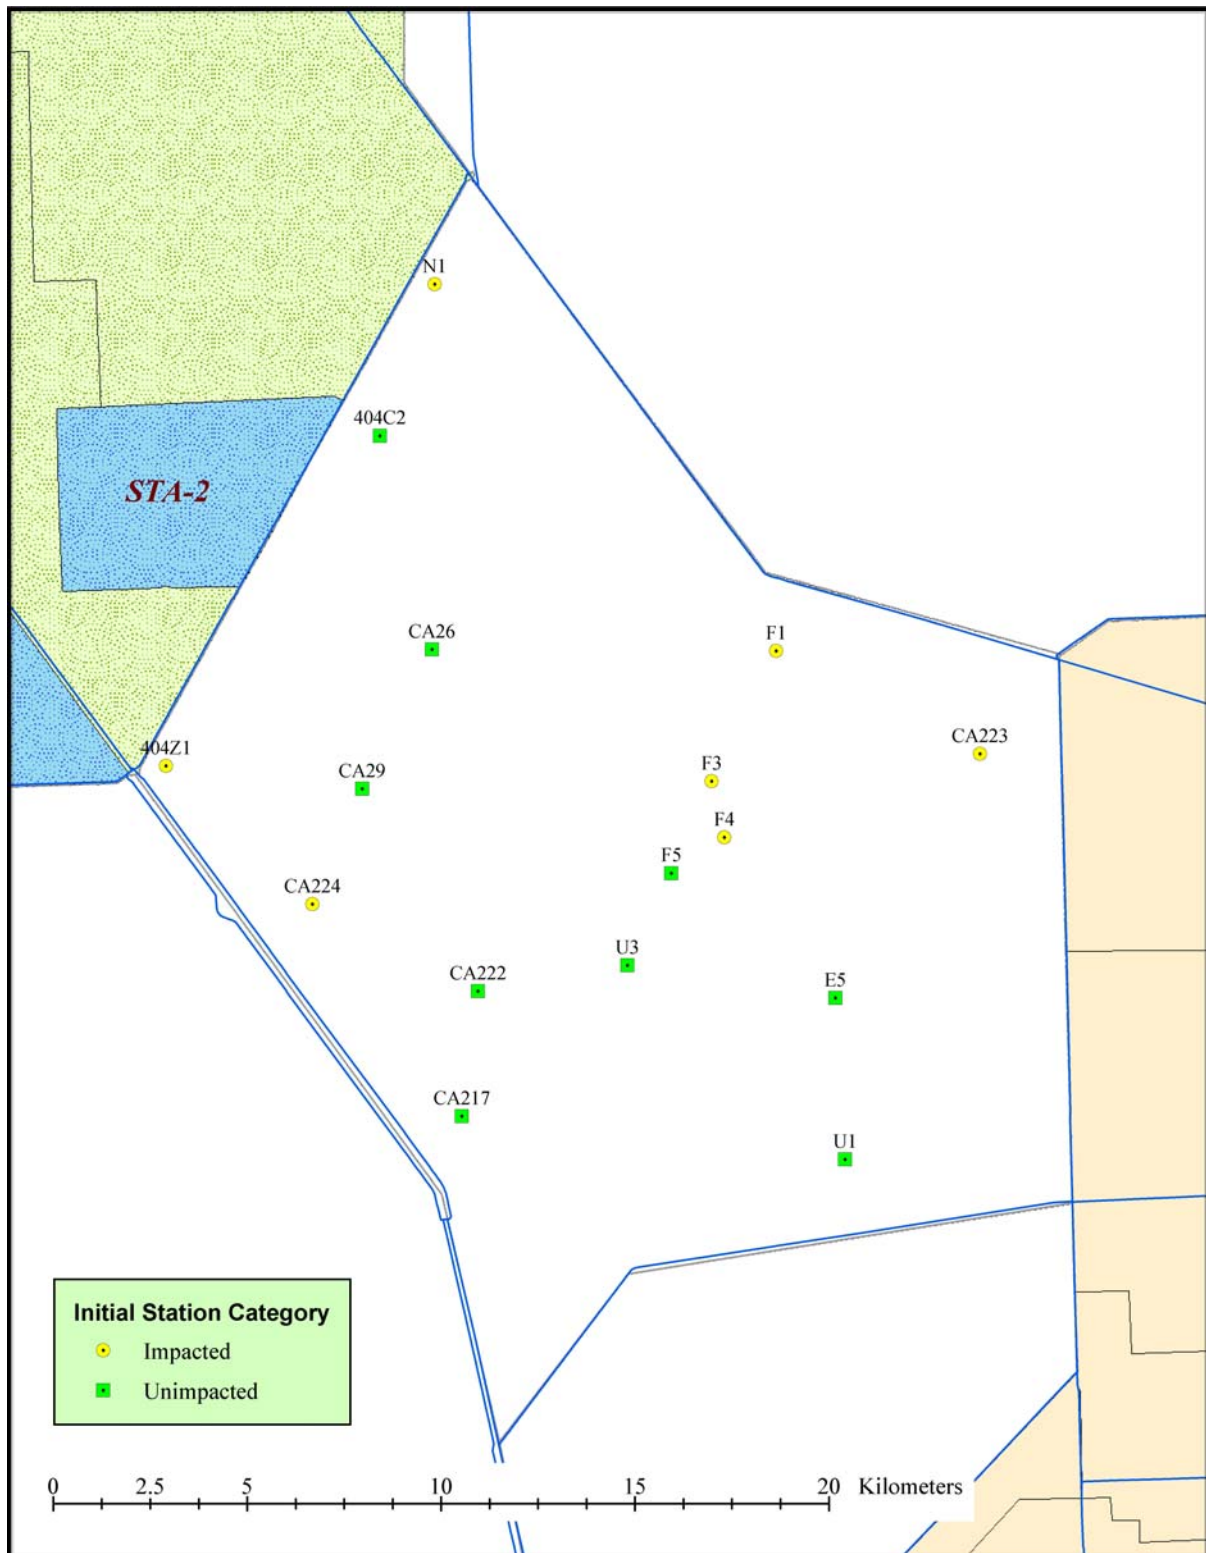 N1
404C2
STA-2
CA26
F1
404Z1
CA29
F3
CA223
F4
F5
CA224
U3
CA222
E5
CA217
U1
Initial Station Category
Impacted
Unimpacted
0 2.5 5 10 15 20 Kilometers